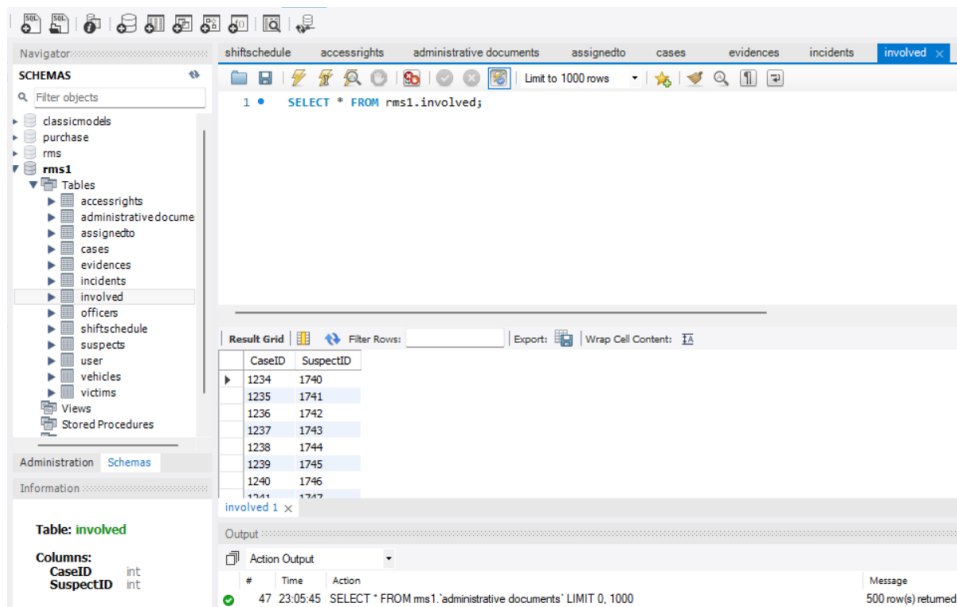 SQL SQL
Navigator
SCHEMAS
Filter objects
classicmodels
purchase
rms
rms1
Tables
accessrights
administrative docume
assignedto
cases
evidences
incidents
involved
officers
shiftschedule
suspects
user
vehicles
victims
Views
Stored Procedures
Administration Schemas
Information
Table: involved
Columns:
CaseID int
SuspectID int
shiftschedule accessrights administrative documents assignedto cases evidences incidents involved
Limit to 1000 rows
1 SELECT * FROM rms1.involved;
Result Grid Filter Rows: Export: Wrap Cell Content: IA
CaseID SuspectID
1234 1740
1235 1741
1236 1742
1237 1743
1238 1744
1239 1745
1240 1746
1241 1747
involved 1
Output
Action Output
# Time Action Message
47 23:05:45 SELECT * FROM rms1.`administrative documents` LIMIT 0, 1000 500 row(s) returned